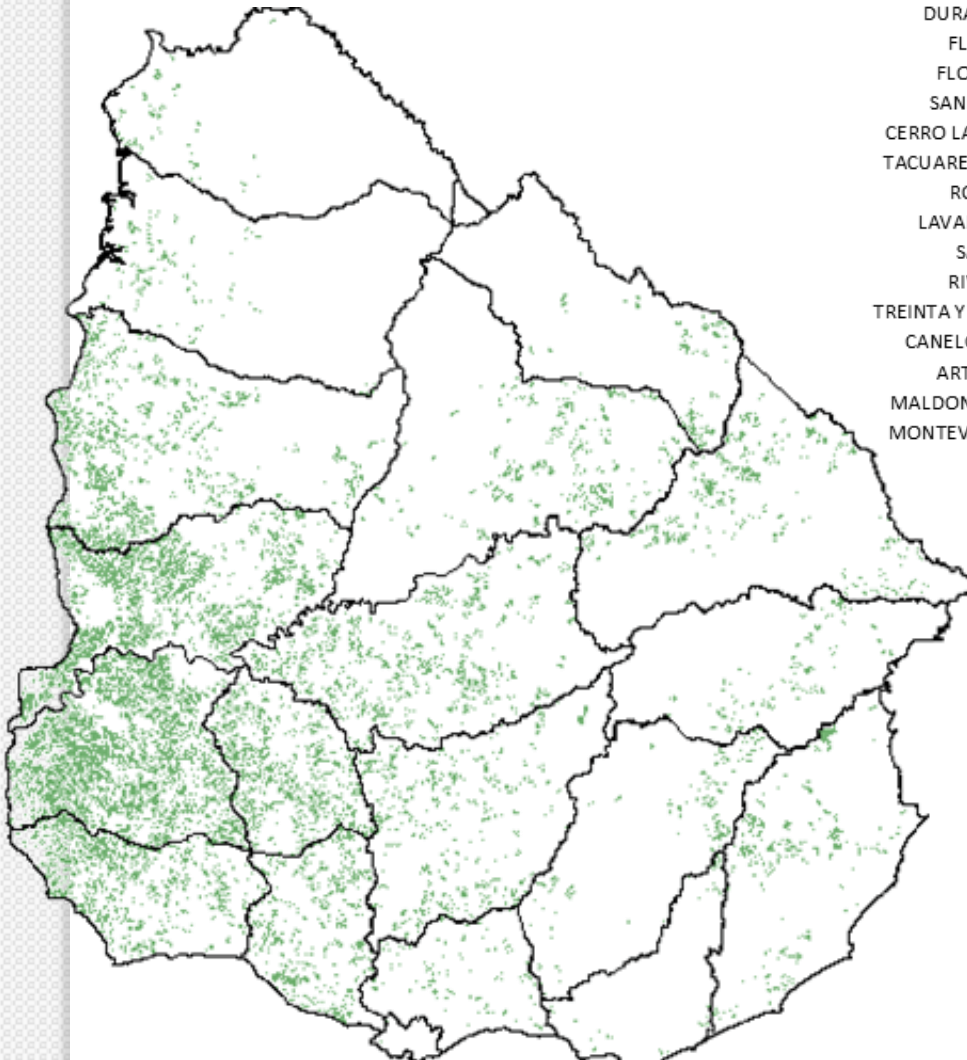 DURA
FL
FLO
SAN
CERRO LA
TACUARE
RO
LAVA
SA
RI
TREINTA Y
CANEL
ART
MALDON
MONTEV